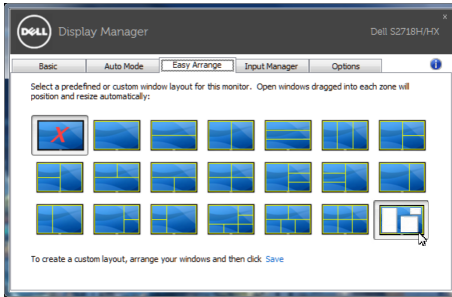 DELL Display Manager
x
Dell S2718H/HX
Basic Auto Mode Easy Arrange Input Manager Options i
Select a predefined or custom window layout for this monitor. Open windows dragged into each zone will
position and resize automatically:
X
To create a custom layout, arrange your windows and then click Save